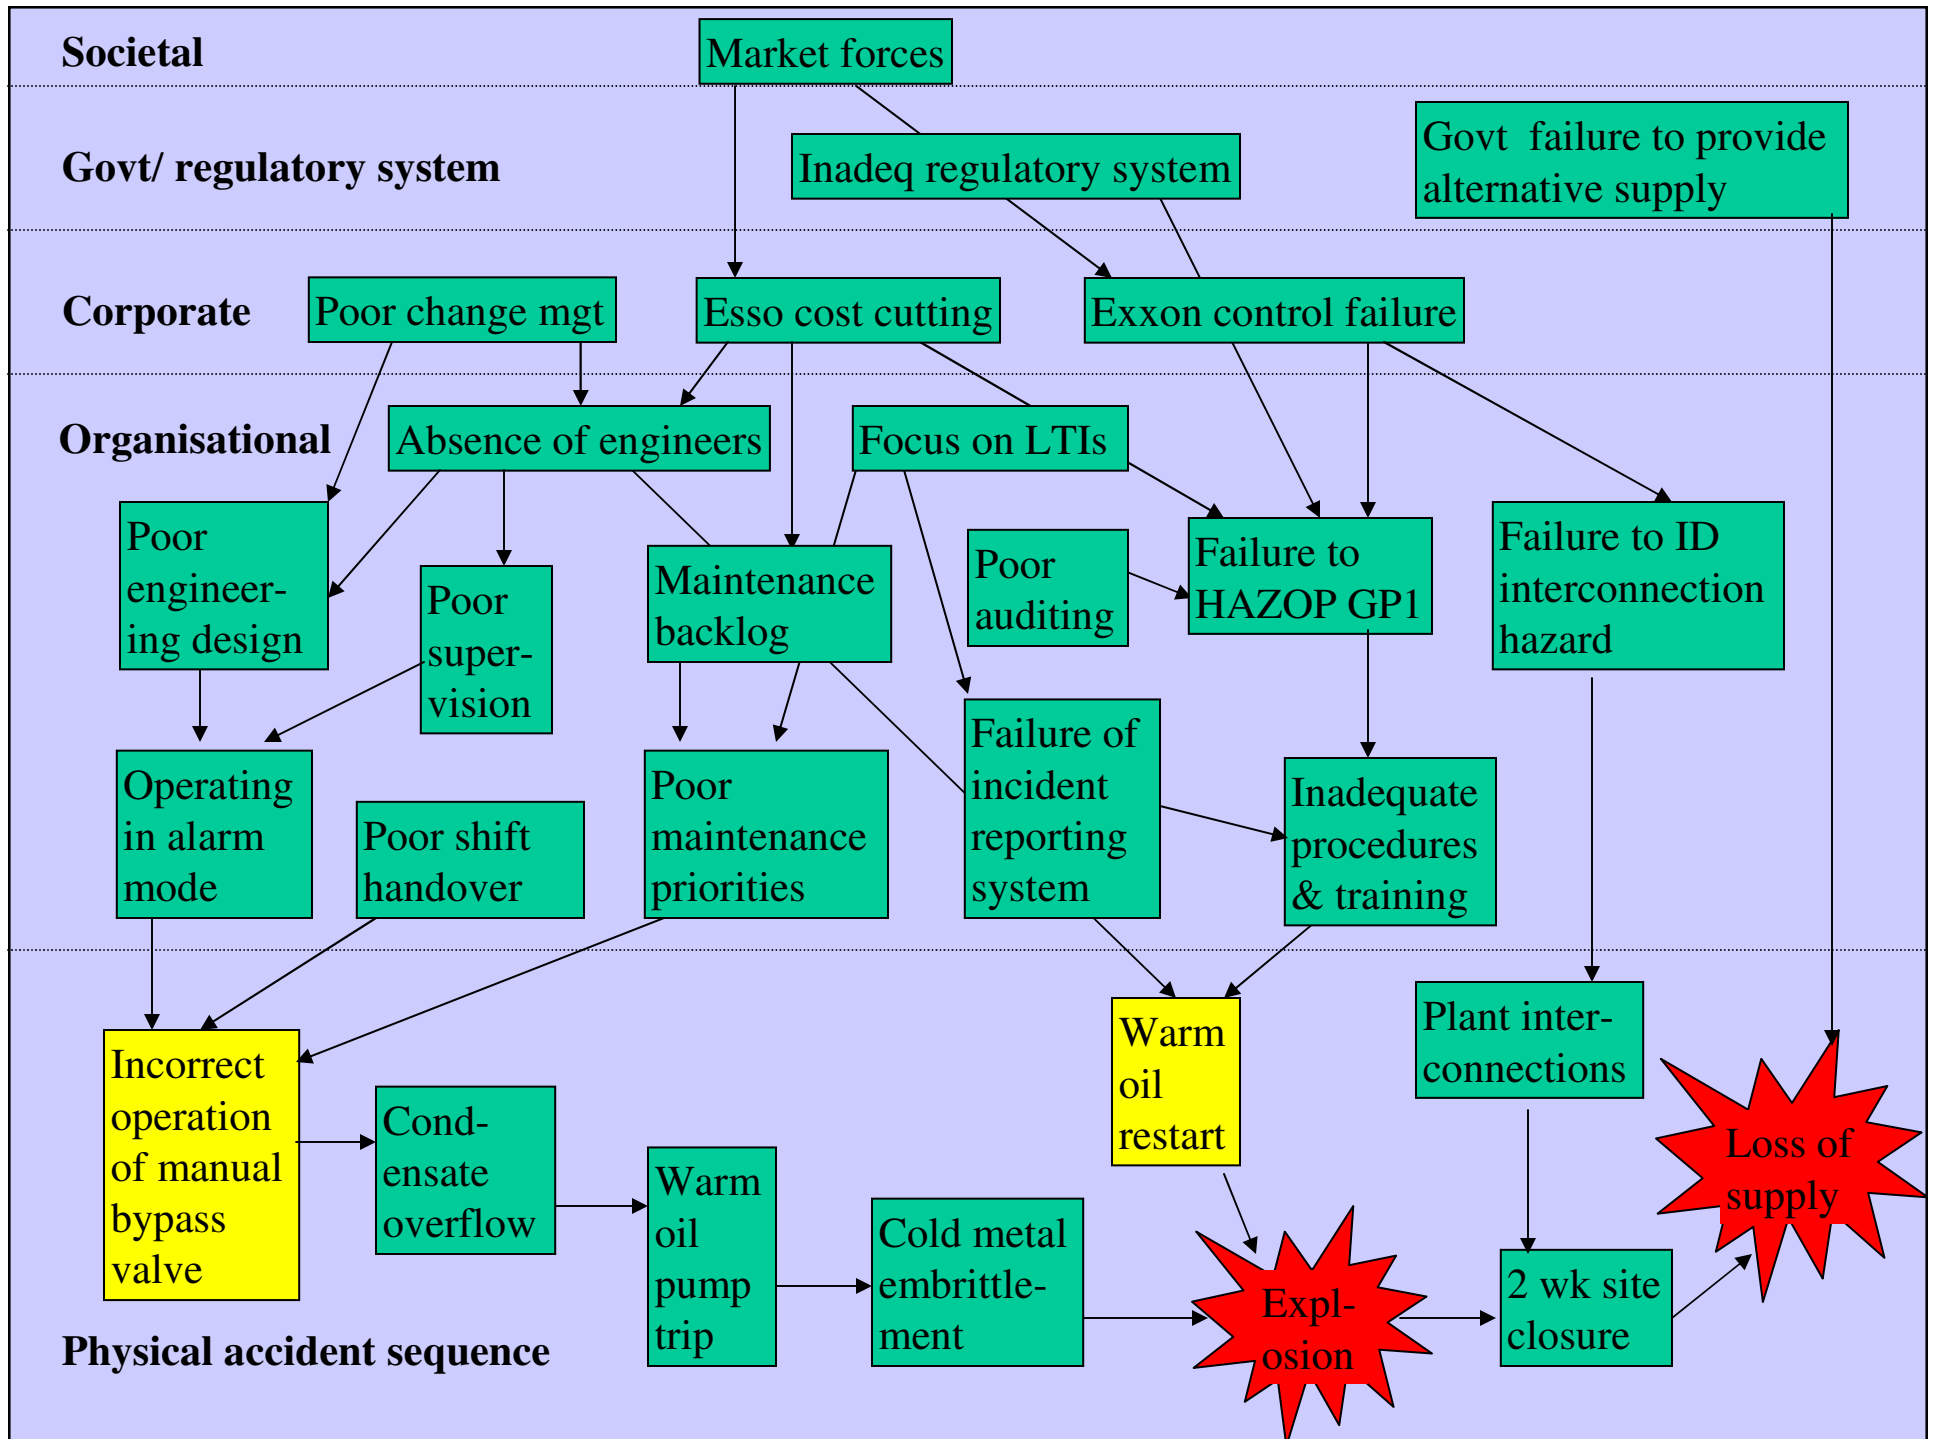 Societal
Market forces
Govt/ regulatory system
Inadeq regulatory system
Govt  failure to provide
alternative supply
Corporate
Poor change mgt
Esso cost cutting
Exxon control failure
Organisational
Absence of engineers
Focus on LTIs
Poor
engineer-
ing design
Poor
super-
vision
Maintenance
backlog
Poor
auditing
Failure to
HAZOP GP1
Failure to ID
interconnection
hazard
Operating
in alarm
mode
Poor shift
handover
Poor
maintenance
priorities
Failure of
incident
reporting
system
Inadequate
procedures
& training
Incorrect
operation
of manual
bypass
valve
Cond-
ensate
overflow
Warm
oil
pump
trip
Cold metal
embrittle-
ment
Warm
oil
restart
Expl-
osion
Plant inter-
connections
2 wk site
closure
Loss of
supply
Physical accident sequence